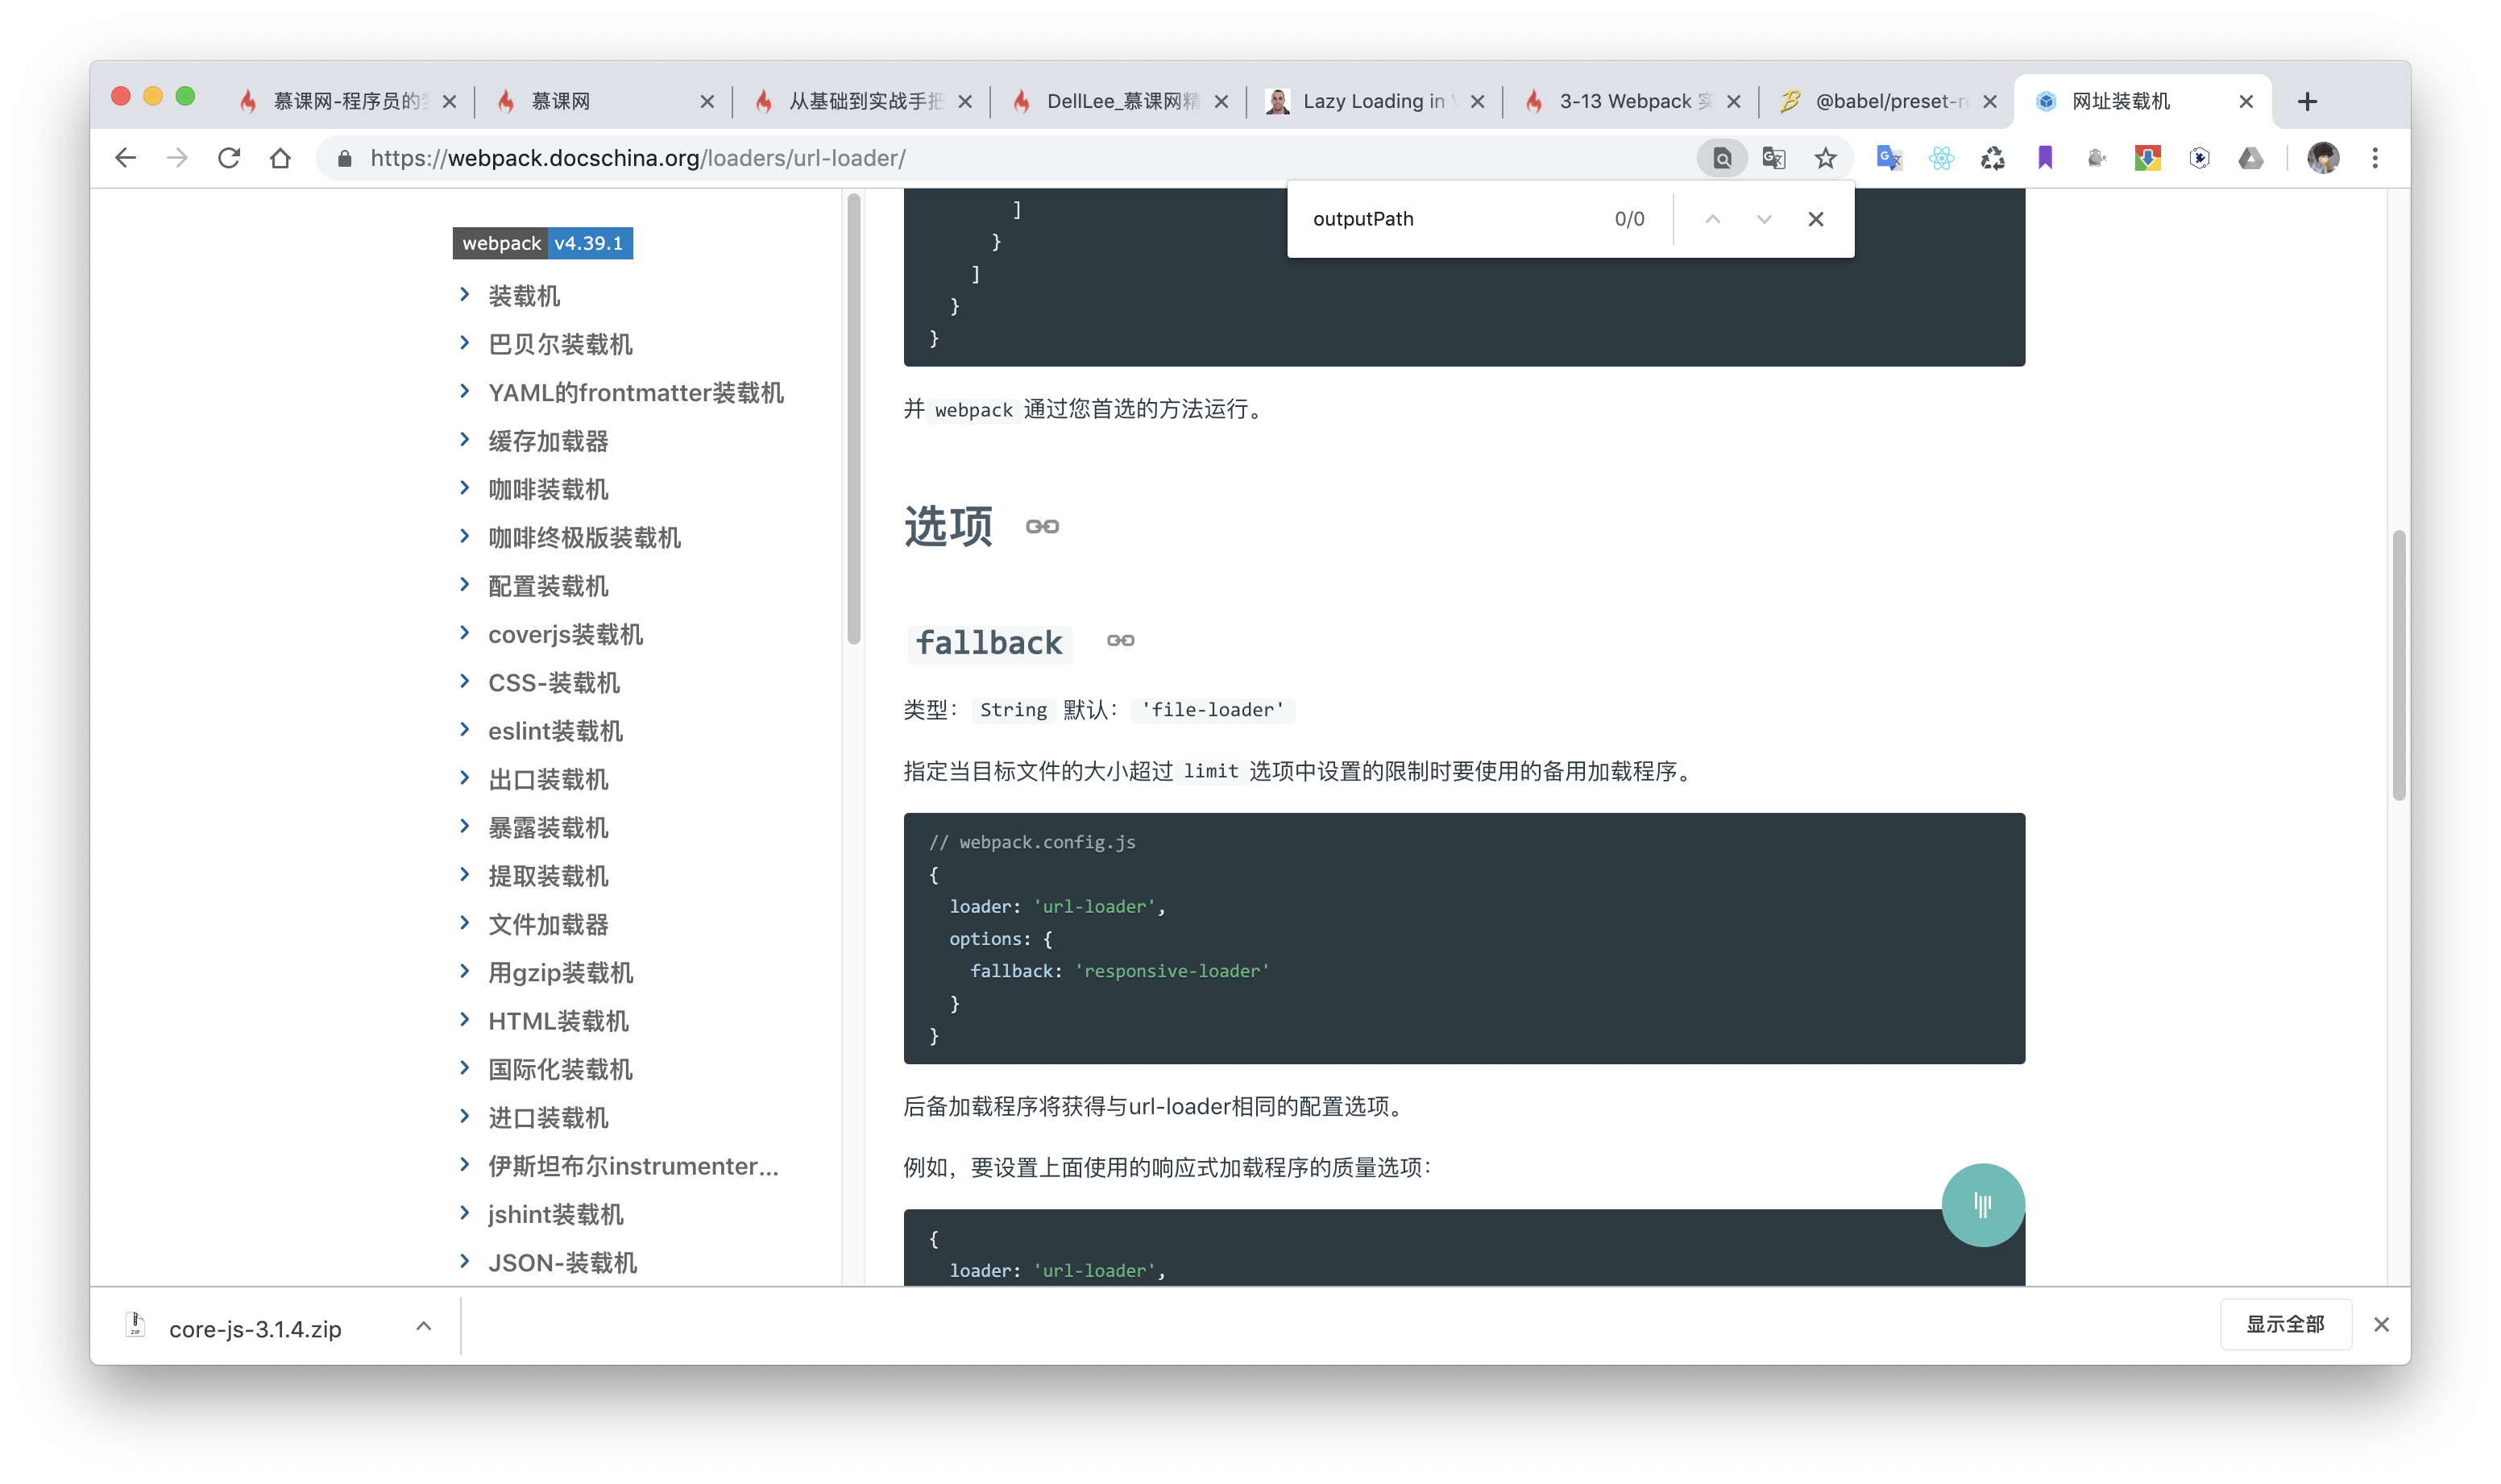 慕课网-程序员的
慕课网
从基础到实战手把
DellLee_慕课网精
Lazy Loading in
3-13 Webpack 实
@babel/preset-re
网址装载机
https://webpack.docschina.org/loaders/url-loader/
outputPath
0/0
webpack v4.39.1
装载机
巴贝尔装载机
YAML的frontmatter装载机
缓存加载器
咖啡装载机
咖啡终极版装载机
配置装载机
coverjs装载机
CSS-装载机
eslint装载机
出口装载机
暴露装载机
提取装载机
文件加载器
用gzip装载机
HTML装载机
国际化装载机
进口装载机
伊斯坦布尔instrumenter...
jshint装载机
JSON-装载机
]
}
]
}
}
并 webpack 通过您首选的方法运行。
选项
fallback
类型： String 默认： 'file-loader'
指定当目标文件的大小超过 limit 选项中设置的限制时要使用的备用加载程序。
// webpack.config.js
{
loader: 'url-loader',
options: {
fallback: 'responsive-loader'
}
}
后备加载程序将获得与url-loader相同的配置选项。
例如，要设置上面使用的响应式加载程序的质量选项：
{
loader: 'url-loader',
core-js-3.1.4.zip
显示全部